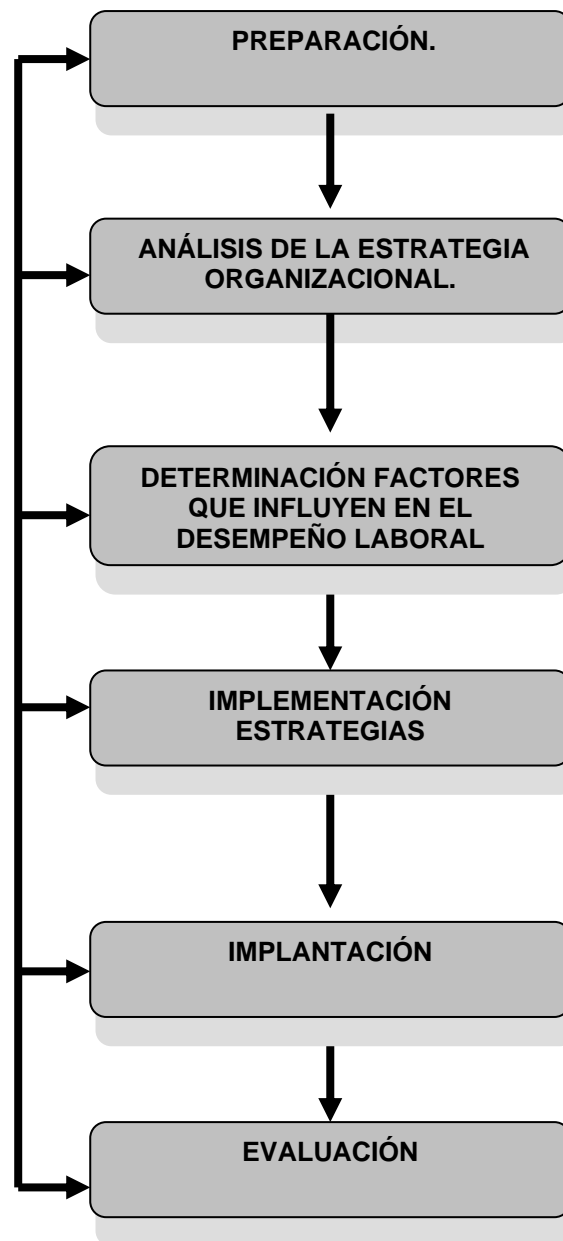 PREPARACIÓN.
ANÁLISIS DE LA ESTRATEGIA
ORGANIZACIONAL.
DETERMINACIÓN FACTORES
QUE INFLUYEN EN EL
DESEMPEÑO LABORAL
IMPLEMENTACIÓN
ESTRATEGIAS
IMPLANTACIÓN
EVALUACIÓN